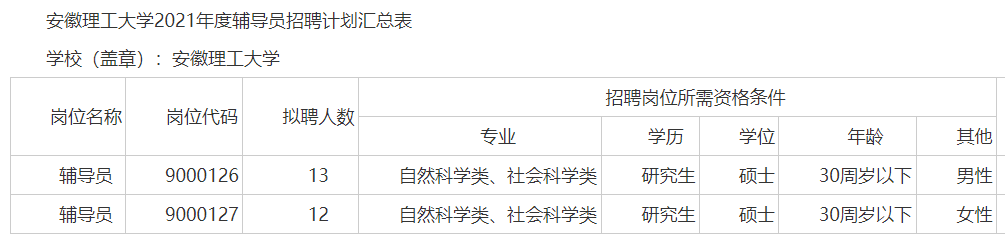 安徽理工大学2021年度辅导员招聘计划汇总表
学校（盖章）：安徽理工大学
岗位名称 岗位代码 拟聘人数 招聘岗位所需资格条件
专业 学历 学位 年龄 其他
辅导员 9000126 13 自然科学类、社会科学类 研究生 硕士 30周岁以下 男性
辅导员 9000127 12 自然科学类、社会科学类 研究生 硕士 30周岁以下 女性